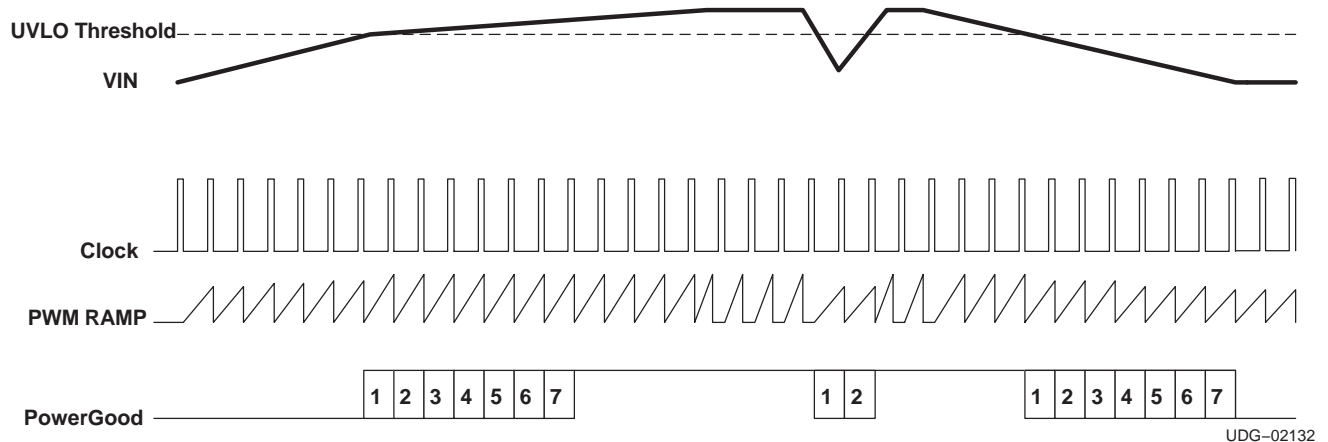 UVLO Threshold
VIN
Clock
PWM RAMP
PowerGood
1 2 3 4 5 6 7
1 2
1 2 3 4 5 6 7
UDG–02132